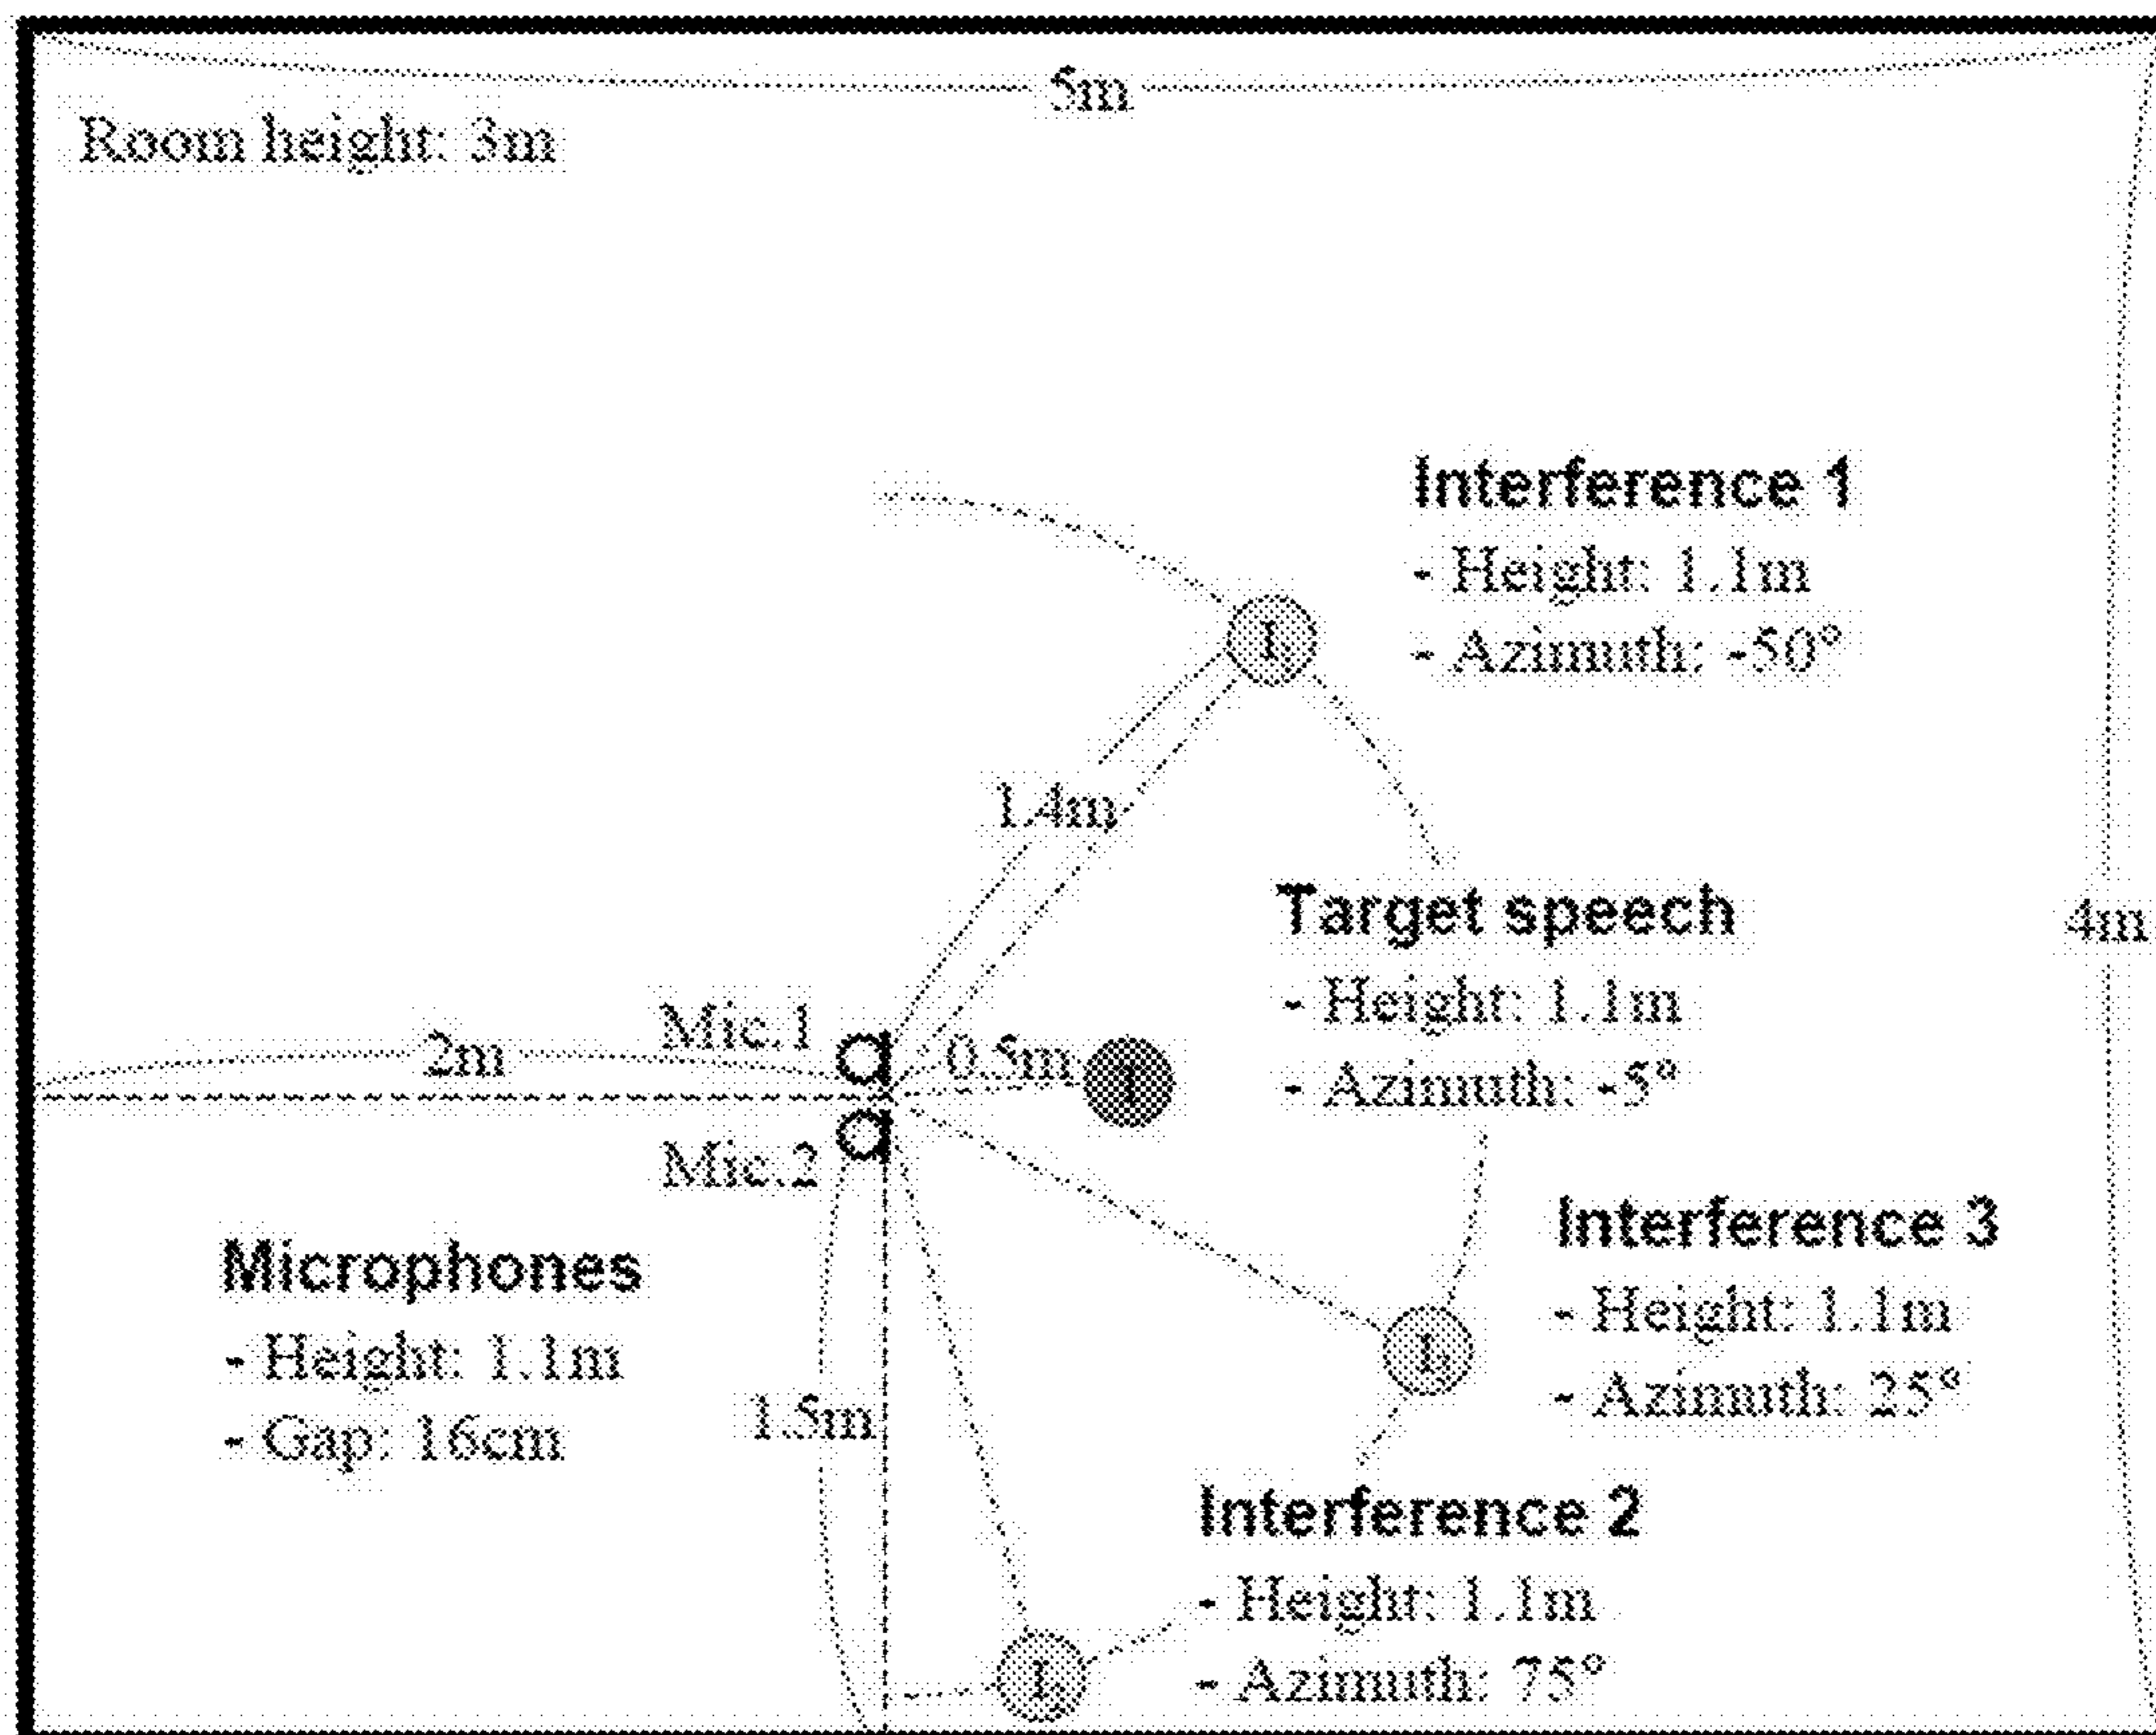 5m
Room height: 3m
Interference 1
- Height: 1.1m
- Azimuth: -50°
1.4m
Target speech
- Height: 1.1m
- Azimuth: -5°
4m
Mic.1
2m
0.5m
T
Mic.2
Interference 3
- Height: 1.1m
- Azimuth: 25°
Microphones
- Height: 1.1m
- Gap: 16cm
1.5m
Interference 2
- Height: 1.1m
- Azimuth: 75°